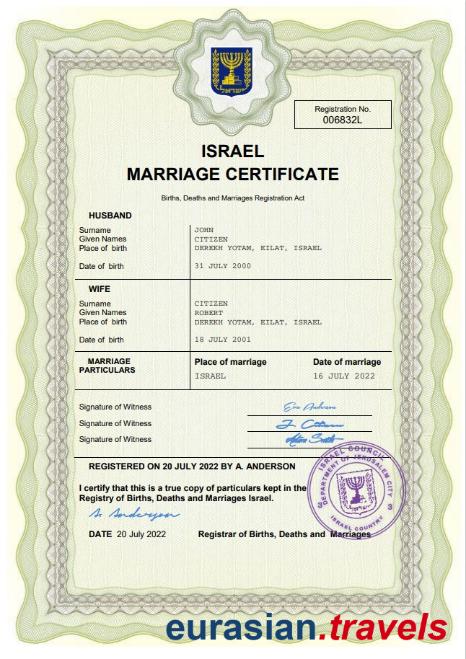 ישראל
Registration No.
006832L
ISRAEL
MARRIAGE CERTIFICATE
Births, Deaths and Marriages Registration Act
HUSBAND
Surname JOHN
Given Names CITIZEN
Place of birth DEREKH YOTAM, EILAT, ISRAEL
Date of birth 31 JULY 2000
WIFE
Surname CITIZEN
Given Names ROBERT
Place of birth DEREKH YOTAM, EILAT, ISRAEL
Date of birth 18 JULY 2001
MARRIAGE PARTICULARS
Place of marriage Date of marriage
ISRAEL 16 JULY 2022
Signature of Witness
Signature of Witness
Signature of Witness
REGISTERED ON 20 JULY 2022 BY A. ANDERSON
I certify that this is a true copy of particulars kept in the
Registry of Births, Deaths and Marriages Israel.
A. Anderson
DATE 20 July 2022 Registrar of Births, Deaths and Marriages
ISRAEL COUNCIL
DEPARTMENT OF JERUSALEM CITY
ISRAEL COUNTRY
eurasian.travels